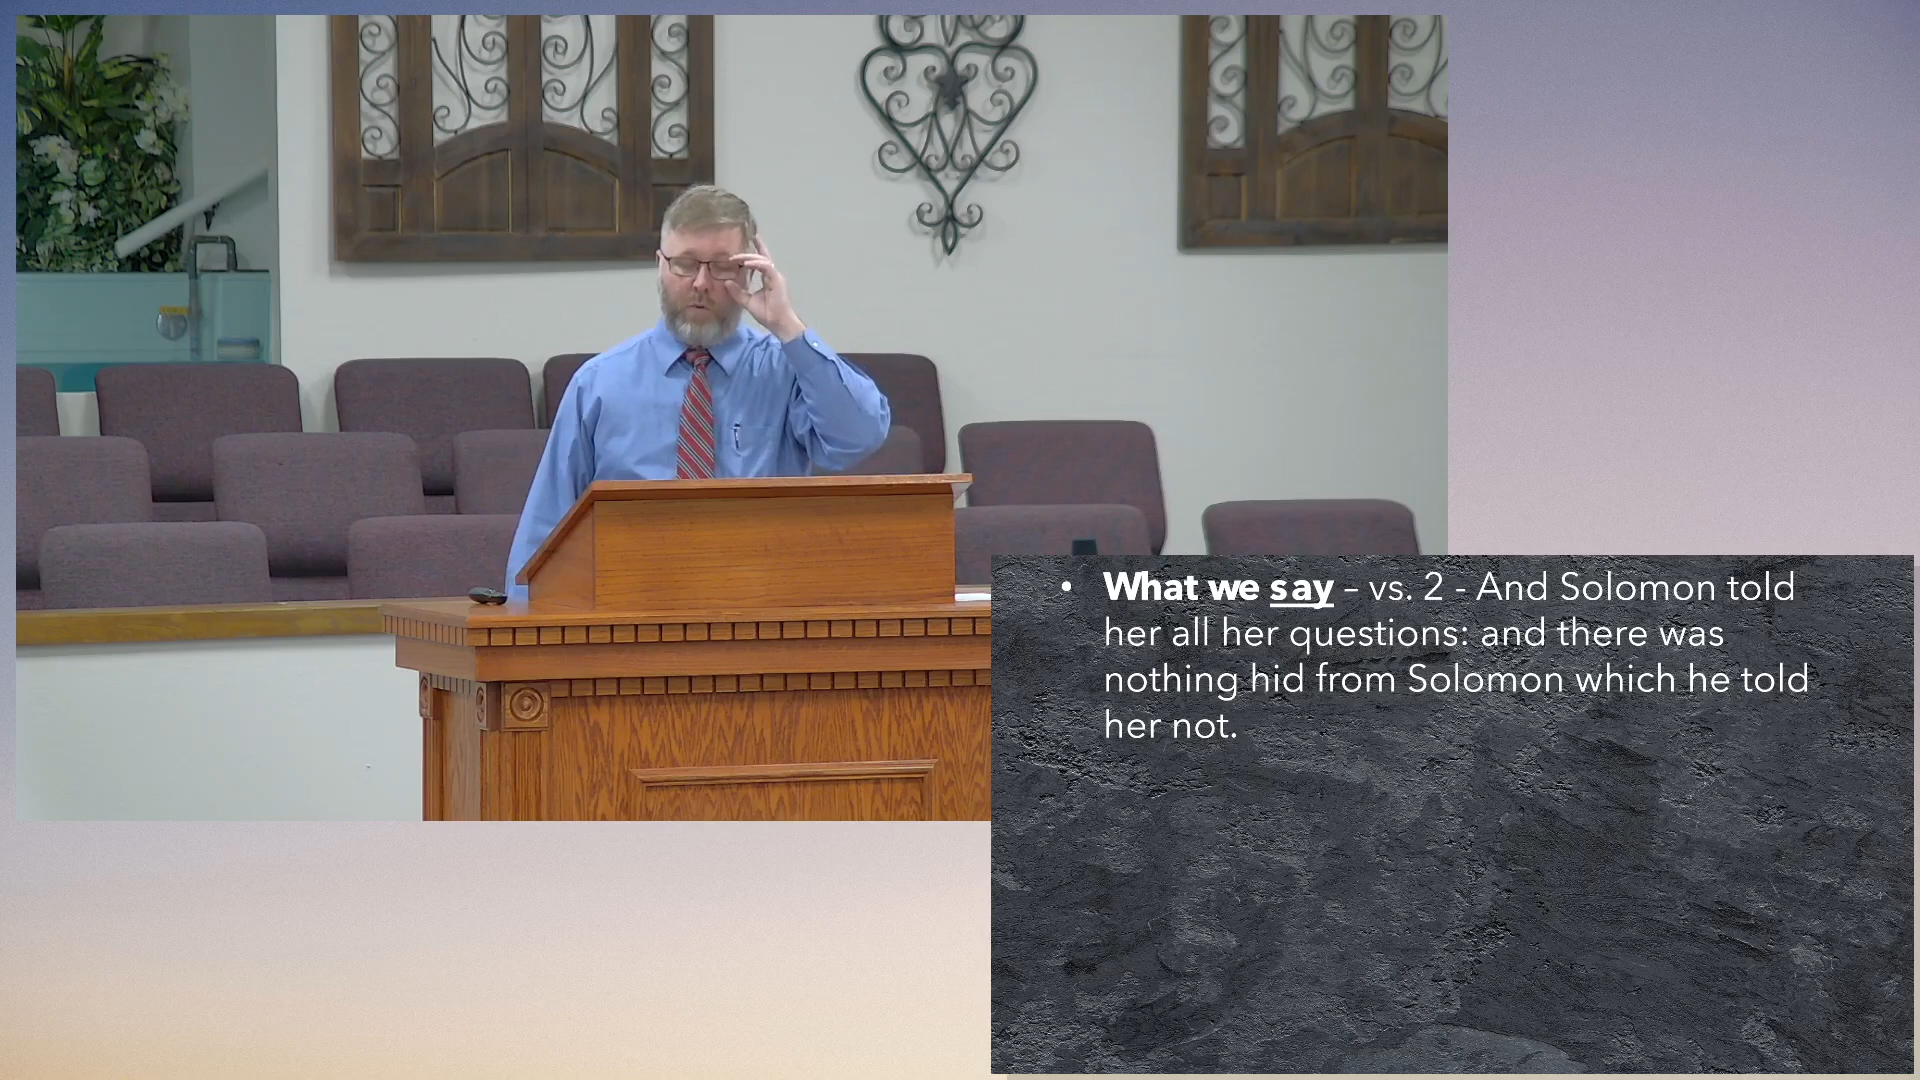 • What we say – vs. 2 - And Solomon told
her all her questions: and there was
nothing hid from Solomon which he told
her not.